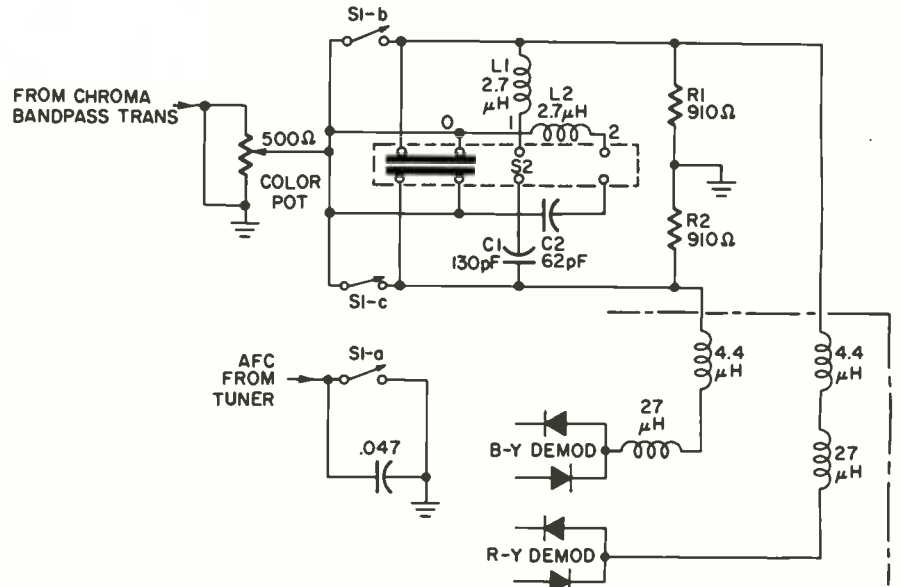 S1-b
FROM CHROMA
BANDPASS TRANS
500Ω
COLOR
POT
L1
2.7
μH
L2
2.7μH
0
1
2
S2
R1
910Ω
R2
910Ω
C1
130pF
C2
62pF
S1-c
S1-a
AFC
FROM
TUNER
.047
4.4
μH
4.4
μH
27
μH
27
μH
B-Y DEMOD
R-Y DEMOD